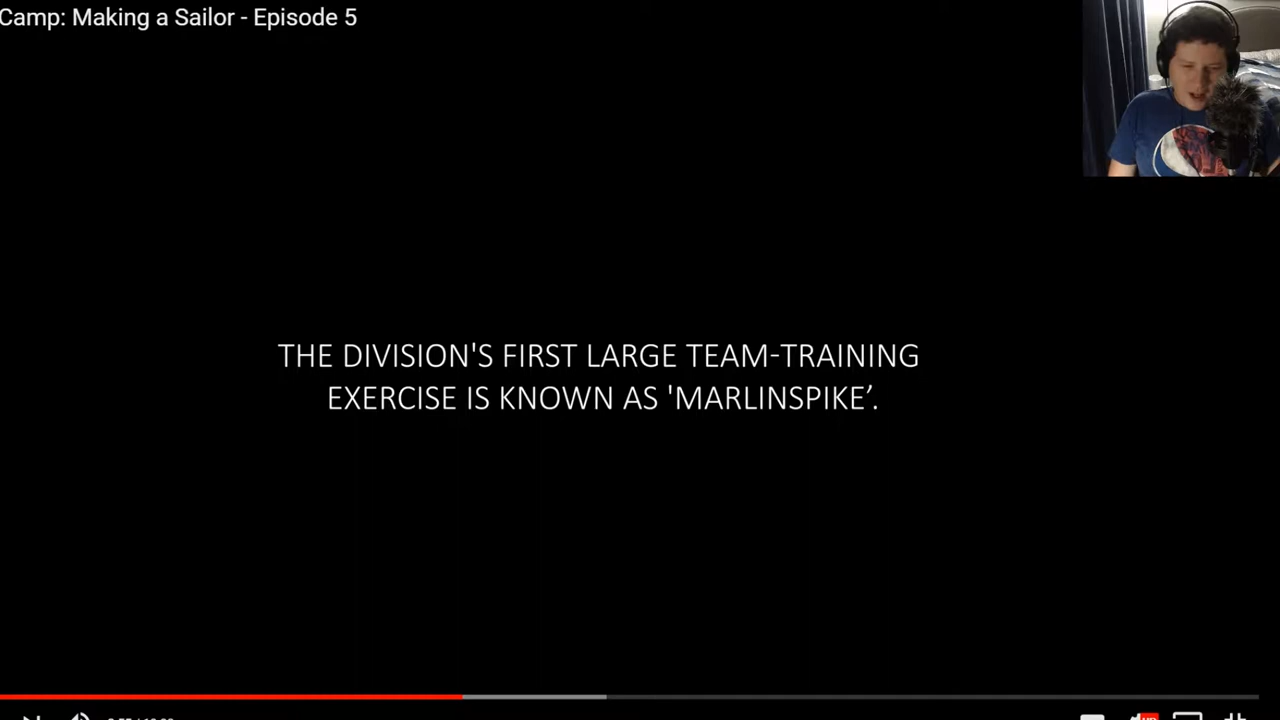 Camp: Making a Sailor - Episode 5
THE DIVISION'S FIRST LARGE TEAM-TRAINING
EXERCISE IS KNOWN AS 'MARLINSPIKE’.